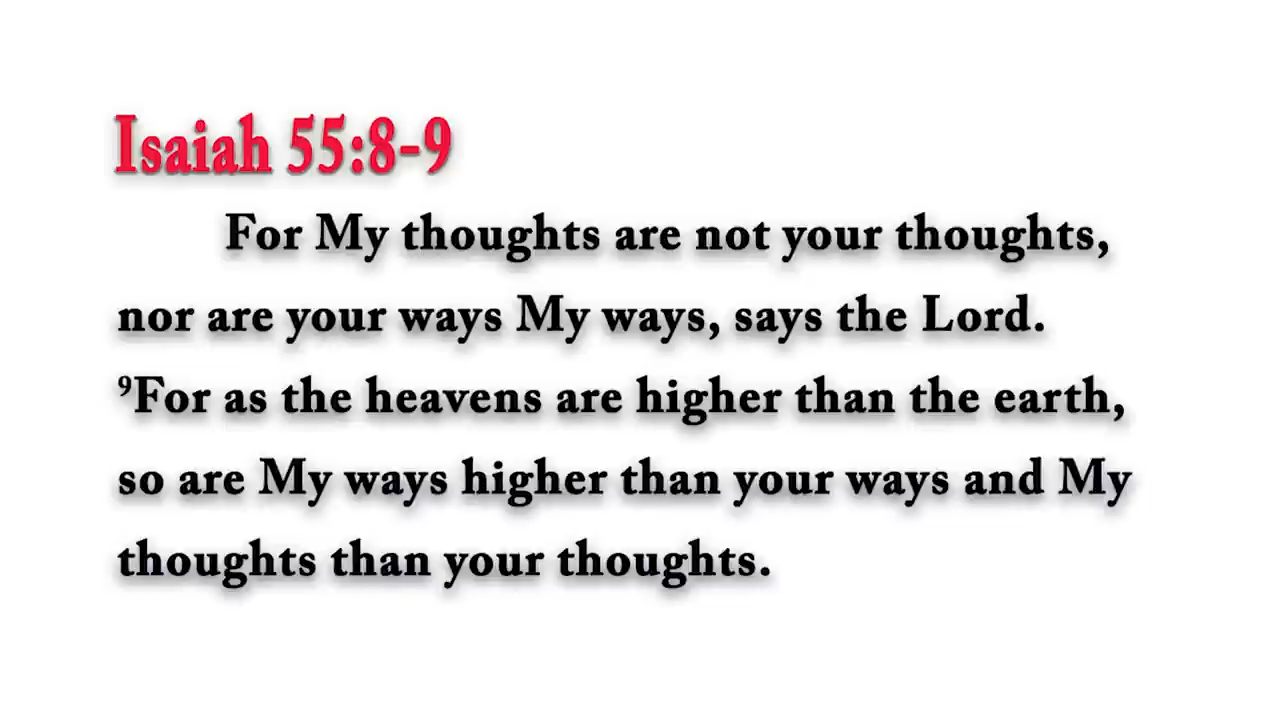 Isaiah 55:8-9
For My thoughts are not your thoughts,
nor are your ways My ways, says the Lord.
⁹For as the heavens are higher than the earth,
so are My ways higher than your ways and My
thoughts than your thoughts.